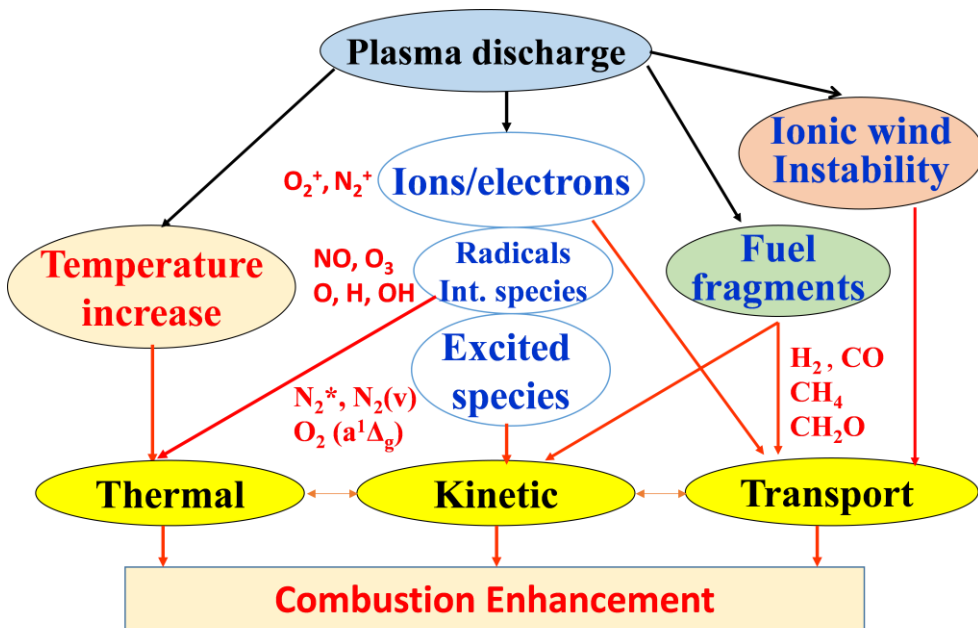 Plasma discharge
Ionic wind
Instability
O₂⁺, N₂⁺
Ions/electrons
Temperature
increase
NO, O₃
O, H, OH
Radicals
Int. species
Fuel
fragments
Excited
species
H₂ , CO
CH₄
CH₂O
N₂*, N₂(v)
O₂ (a¹Δg)
Thermal
Kinetic
Transport
Combustion Enhancement